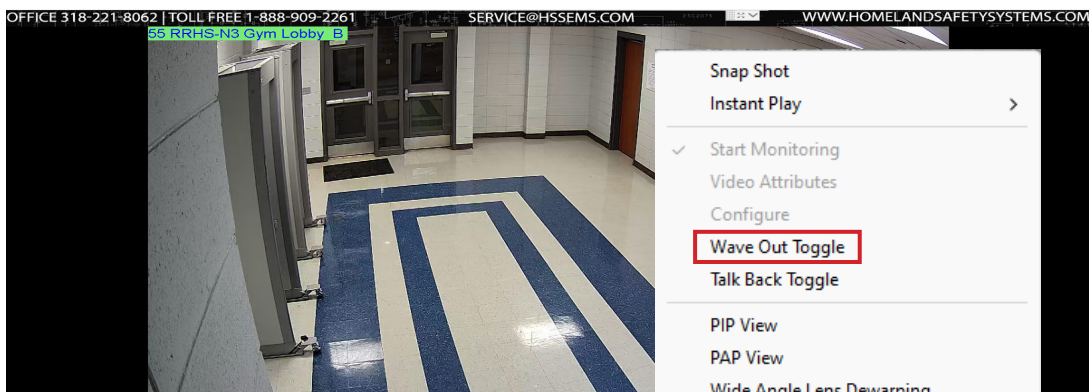 OFFICE 318-221-8062 | TOLL FREE 1-888-909-2261 SERVICE@HSSEMS.COM WWW.HOMELANDSAFETYSYSTEMS.COM
55 RRHS-N3 Gym Lobby B
Snap Shot
Instant Play
Start Monitoring
Video Attributes
Configure
Wave Out Toggle
Talk Back Toggle
PIP View
PAP View
Wide Angle Lens Dewarping